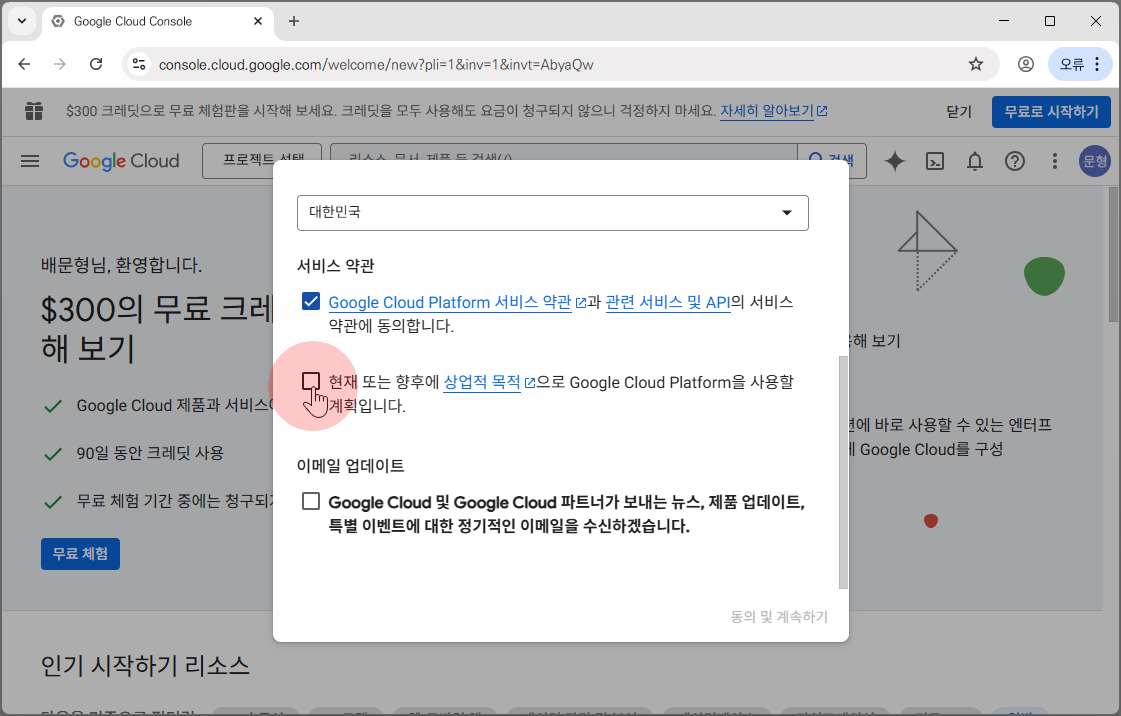 Google Cloud Console
console.cloud.google.com/welcome/new?pli=1&inv=1&invt=AbyaQw
오류
$300 크레딧으로 무료 체험판을 시작해 보세요. 크레딧을 모두 사용해도 요금이 청구되지 않으니 걱정하지 마세요. 자세히 알아보기
닫기
무료로 시작하기
Google Cloud
프로젝트 선택
검색
문형
대한민국
배문형님, 환영합니다.
$300의 무료 크레
해 보기
서비스 약관
Google Cloud Platform 서비스 약관과 관련 서비스 및 API의 서비스
약관에 동의합니다.
현재 또는 향후에 상업적 목적으로 Google Cloud Platform을 사용할
계획입니다.
이메일 업데이트
Google Cloud 및 Google Cloud 파트너가 보내는 뉴스, 제품 업데이트,
특별 이벤트에 대한 정기적인 이메일을 수신하겠습니다.
동의 및 계속하기
Google Cloud 제품과 서비스에
90일 동안 크레딧 사용
무료 체험 기간 중에는 청구되지
무료 체험
해 보기
변에 바로 사용할 수 있는 엔터프
Google Cloud를 구성
인기 시작하기 리소스